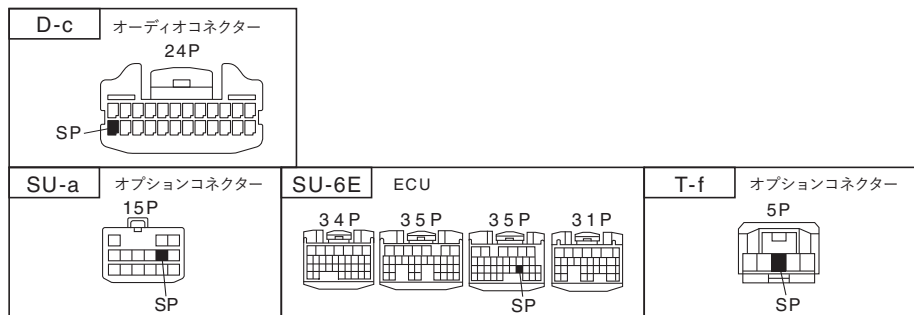 D-c オーディオコネクター
24P
SP
SU-a オプションコネクター
15P
SP
SU-6E ECU
34P 35P 35P 31P
SP
T-f オプションコネクター
5P
SP